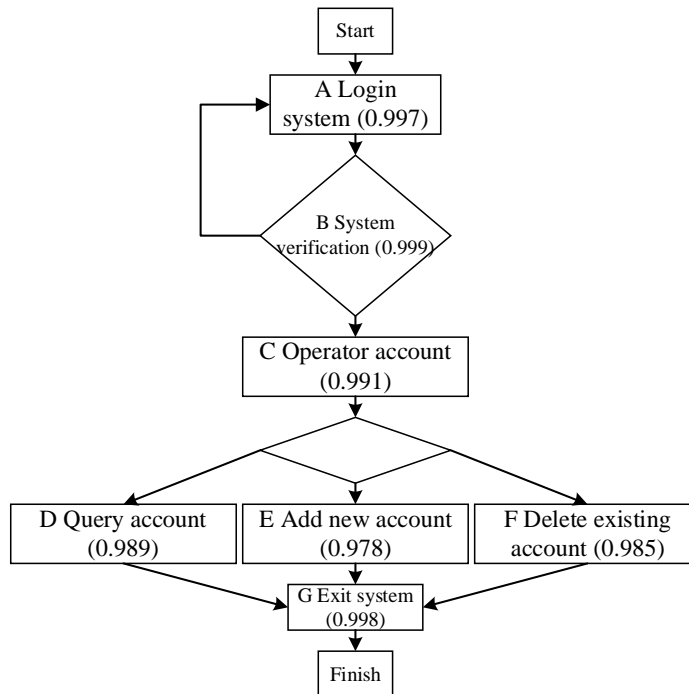 Start
A Login
system (0.997)
B System
verification (0.999)
C Operator account
(0.991)
D Query account
(0.989)
E Add new account
(0.978)
F Delete existing
account (0.985)
G Exit system
(0.998)
Finish